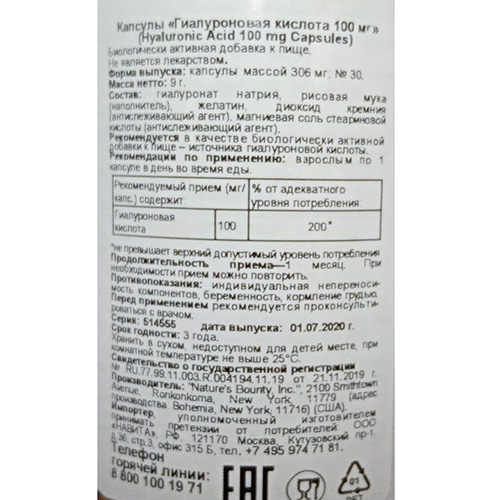 Капсулы «Гиалуроновая кислота 100 мг»
(Hyaluronic Acid 100 mg Capsules)
Биологически активная добавка к пище.
Не является лекарством.
Форма выпуска: капсулы массой 306 мг; № 30.
Масса нетто: 9 г.
Состав: гиалуронат натрия, рисовая мука
(наполнитель), желатин, диоксид кремния
(антислеживающий агент), магниевая соль стеариновой
кислоты (антислеживающий агент).
Рекомендуется в качестве биологически активной
добавки к пище – источника гиалуроновой кислоты.
Рекомендации по применению: взрослым по 1
капсуле в день во время еды.
Рекомендуемый прием (мг/ % от адекватного
капс.) содержит: уровня потребления
Гиалуроновая
кислота 100 200*
*не превышает верхний допустимый уровень потребления
Продолжительность приема—1 месяц. При
необходимости прием можно повторить.
Противопоказания: индивидуальная непереноси-
мость компонентов, беременность, кормление грудью.
Перед применением рекомендуется проконсульти-
роваться с врачом.
Серия: 514555 дата выпуска: 01.07.2020 г.
Срок годности: 3 года.
Хранить в сухом, недоступном для детей месте, при
комнатной температуре не выше 25°C.
Свидетельство о государственной регистрации
№ RU.77.99.11.003.R.004194.11.19 от 21.11.2019 г.
Производитель: "Nature's Bounty Inc.", 2100 Smithtown
Avenue, Ronkonkoma, New York, 11779 (адрес
производства Bohemia, New York, 11716) (США).
Импортер, уполномоченный изготовителем
принимать претензии от потребителей: ООО
«НАВИТА», РФ, 121170 Москва, Кутузовский пр-т,
д.36, стр.3, офис 315 Б, тел.: +7 495 974 71 81.
Телефон
горячей линии:
8 800 100 19 71
EAC
01
PET